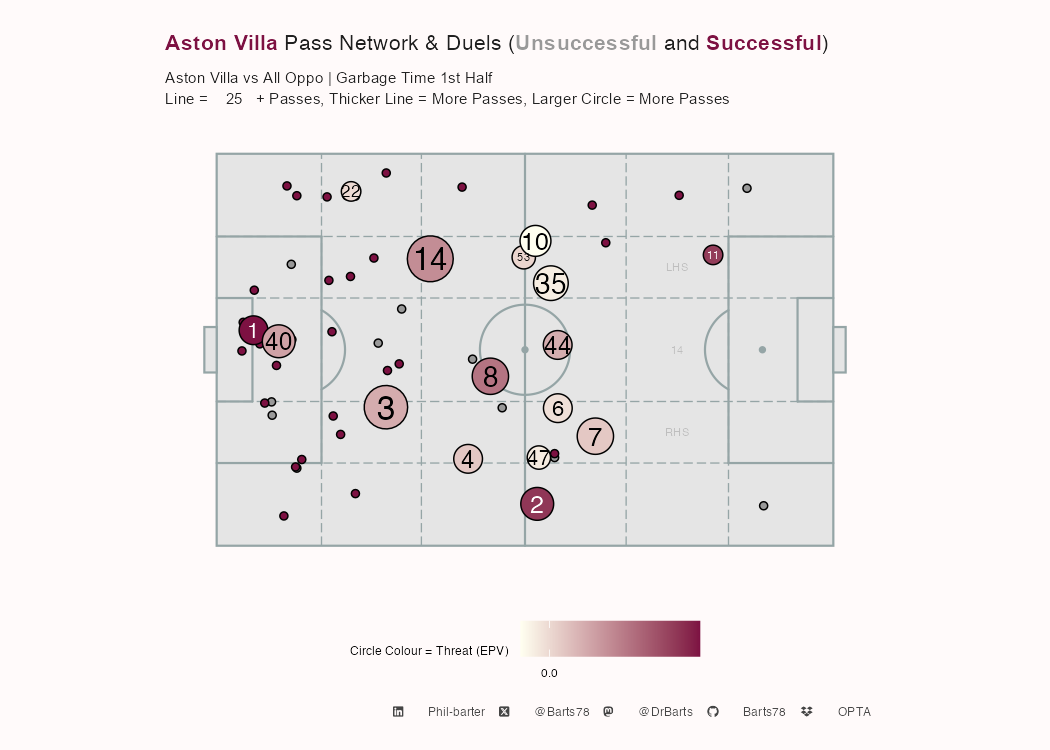 Aston Villa Pass Network & Duels (Unsuccessful and Successful)
Aston Villa vs All Oppo | Garbage Time 1st Half
Line = 25 + Passes, Thicker Line = More Passes, Larger Circle = More Passes
22
10
53
11
14
LHS
35
1
40
44
14
8
3
6
RHS
7
4
47
2
Circle Colour = Threat (EPV)
0.0
Phil-barter @Barts78 @DrBarts Barts78 OPTA